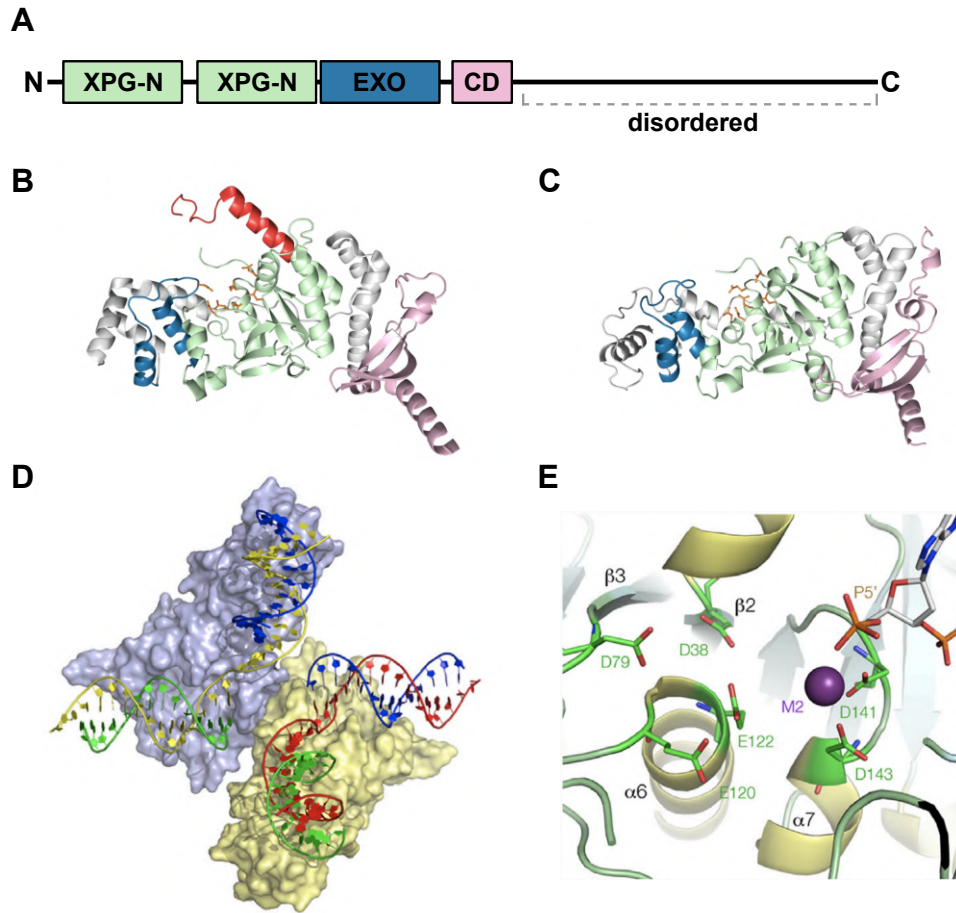 A
N XPG-N XPG-N EXO CD C
disordered
B
C
D
E
β3
β2
P5'
D79
D38
M2
D141
E122
D143
α6
E120
α7